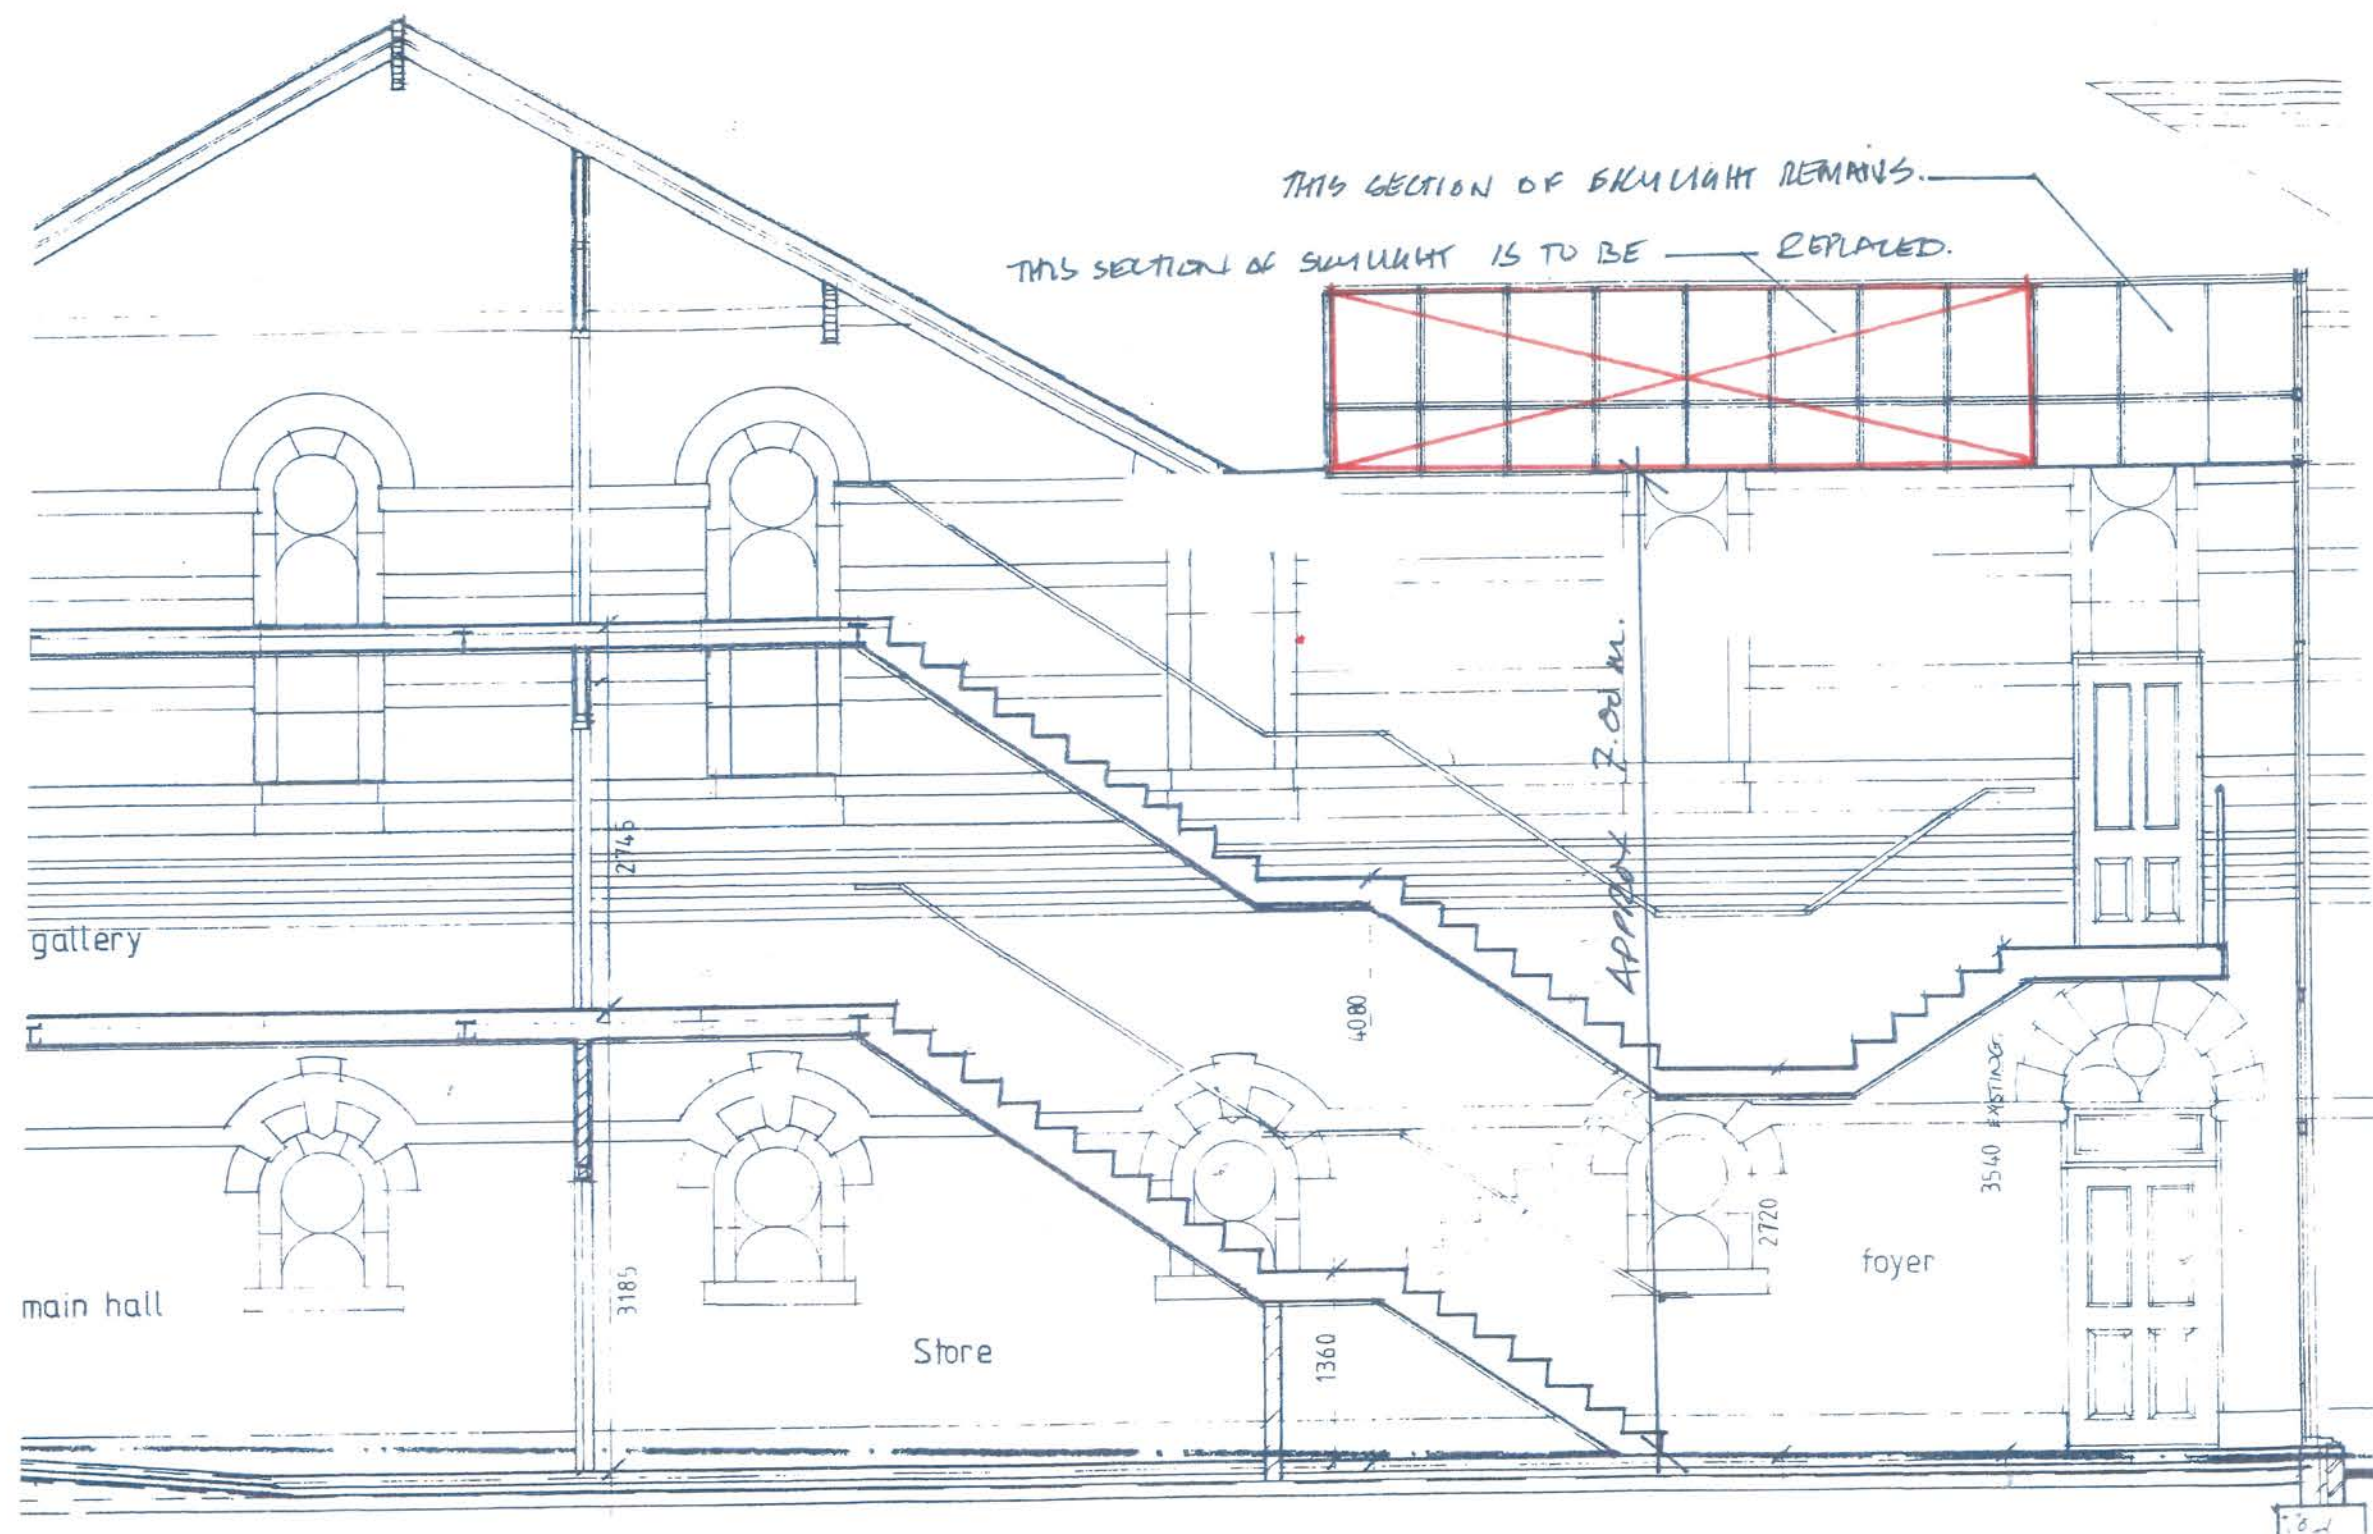 THIS SECTION OF SKYLIGHT REMAINS.
THIS SECTION OF SKYLIGHT IS TO BE REPLACED.
APPROX 7.00 m.
2745
gallery
4080
3540 EXISTING.
2720
foyer
main hall
3185
Store
1360